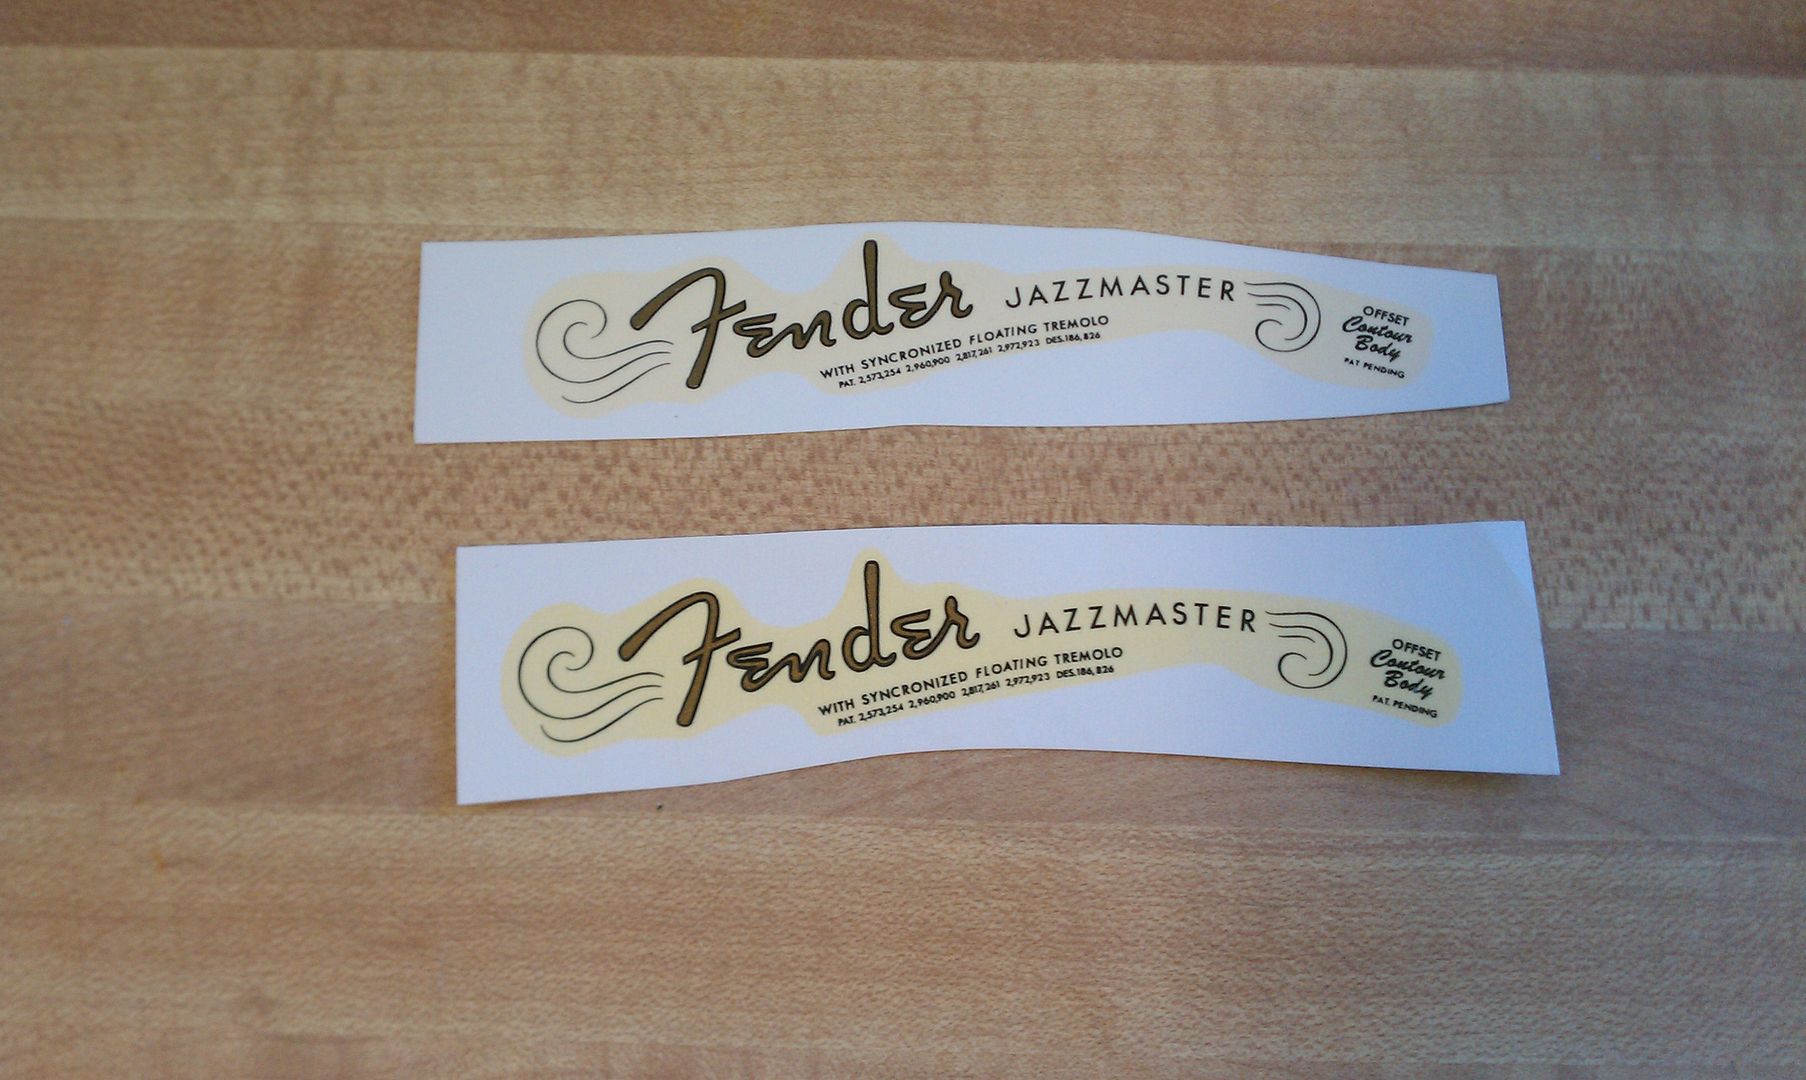 Fender JAZZMASTER
WITH SYNCRONIZED FLOATING TREMOLO
PAT. 2,573,254 2,960,900 2,817,261 2,972,923 DES.186,826
OFFSET
Contour
Body
PAT PENDING
Fender JAZZMASTER
WITH SYNCRONIZED FLOATING TREMOLO
PAT. 2,573,254 2,960,900 2,817,261 2,972,923 DES.186,826
OFFSET
Contour
Body
PAT. PENDING